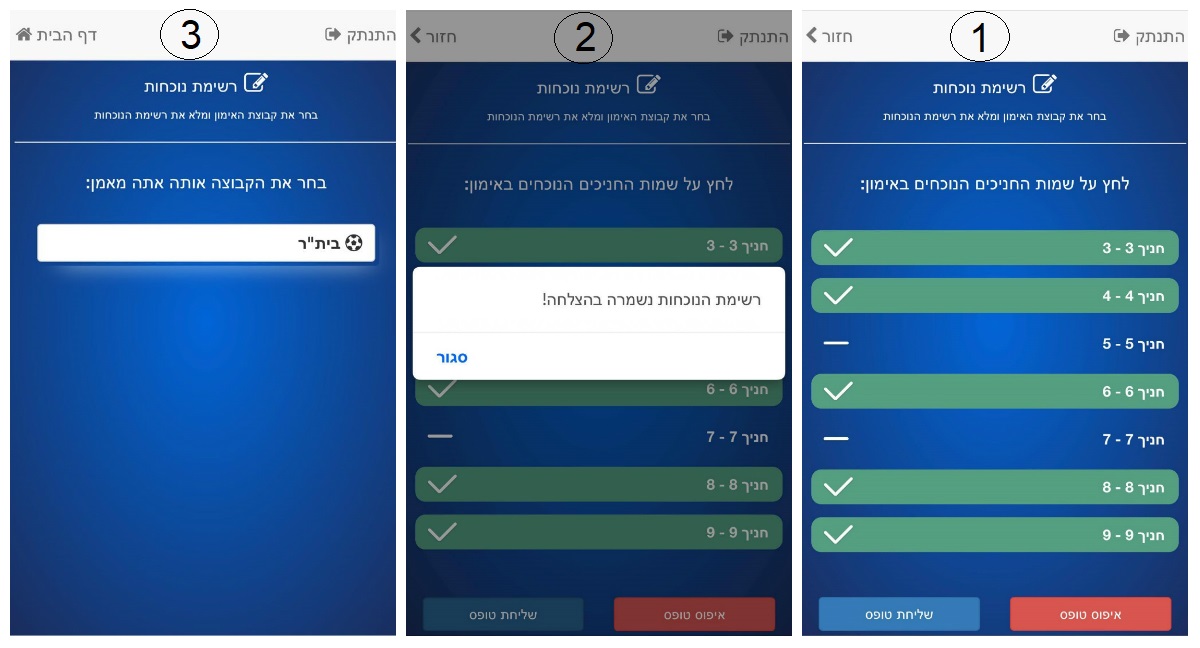 1
התנתק
חזור
רשימת נוכחות
בחר את קבוצת האימון ומלא את רשימת הנוכחות
לחץ על שמות החניכים הנוכחים באימון:
חניך 3 - 3
חניך 4 - 4
חניך 5 - 5
חניך 6 - 6
חניך 7 - 7
חניך 8 - 8
חניך 9 - 9
איפוס טופס
שליחת טופס
2
התנתק
חזור
רשימת נוכחות
בחר את קבוצת האימון ומלא את רשימת הנוכחות
לחץ על שמות החניכים הנוכחים באימון:
חניך 3 - 3
רשימת הנוכחות נשמרה בהצלחה!
סגור
חניך 6 - 6
חניך 7 - 7
חניך 8 - 8
חניך 9 - 9
איפוס טופס
שליחת טופס
3
התנתק
דף הבית
רשימת נוכחות
בחר את קבוצת האימון ומלא את רשימת הנוכחות
בחר את הקבוצה אותה אתה מאמן:
בית"ר